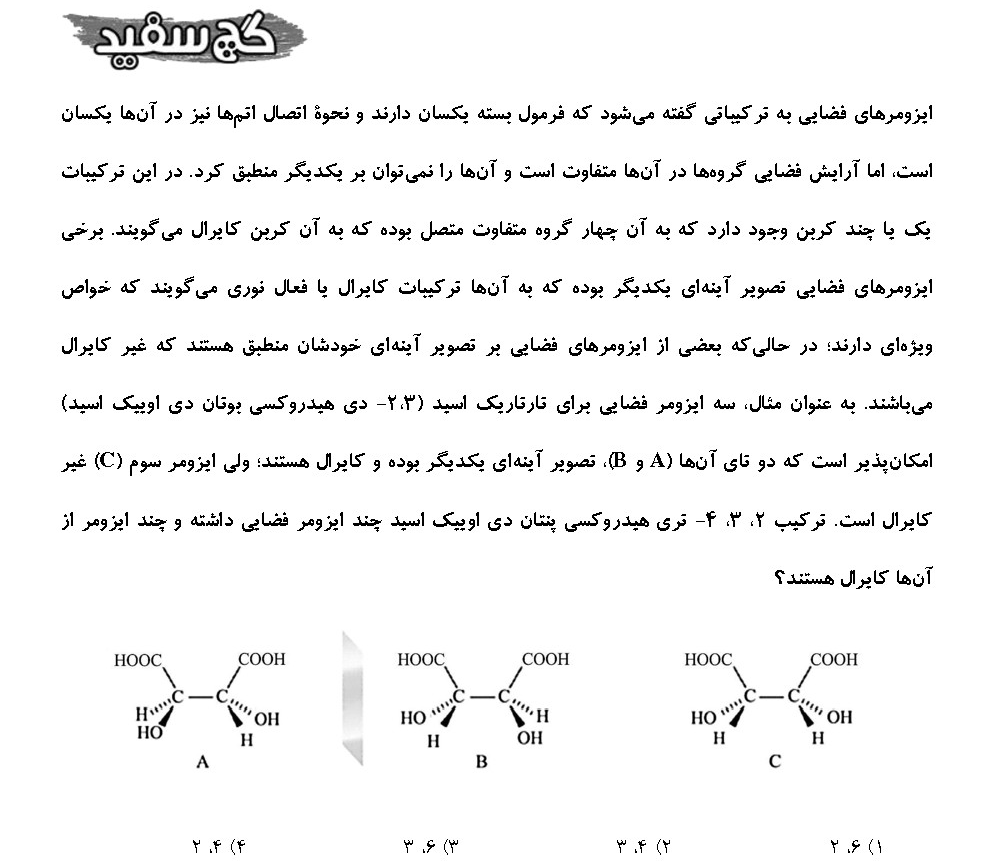 گچ سفید
ایزومرهای فضایی به ترکیباتی گفته می‌شود که فرمول بسته یکسان دارند و نحوهٔ اتصال اتم‌ها نیز در آن‌ها یکسان
است، اما آرایش فضایی گروه‌ها در آن‌ها متفاوت است و آن‌ها را نمی‌توان بر یکدیگر منطبق کرد. در این ترکیبات
یک یا چند کربن وجود دارد که به آن چهار گروه متفاوت متصل بوده که به آن کربن کایرال می‌گویند. برخی
ایزومرهای فضایی تصویر آینه‌ای یکدیگر بوده که به آن‌ها ترکیبات کایرال یا فعال نوری می‌گویند که خواص
ویژه‌ای دارند؛ در حالی‌که بعضی از ایزومرهای فضایی بر تصویر آینه‌ای خودشان منطبق هستند که غیر کایرال
می‌باشند. به عنوان مثال، سه ایزومر فضایی برای تارتاریک اسید (۲،۳- دی هیدروکسی بوتان دی اوییک اسید)
امکان‌پذیر است که دو تای آن‌ها (A و B)، تصویر آینه‌ای یکدیگر بوده و کایرال هستند؛ ولی ایزومر سوم (C) غیر
کایرال است. ترکیب ۲، ۳، ۴- تری هیدروکسی پنتان دی اوییک اسید چند ایزومر فضایی داشته و چند ایزومر از
آن‌ها کایرال هستند؟
HOOC COOH HOOC COOH HOOC COOH
C C C C C C
H OH HO H HO OH
HO H H OH H H
A B C
۱) ۶، ۲ ۲) ۴، ۳ ۳) ۶، ۳ ۴) ۴، ۲